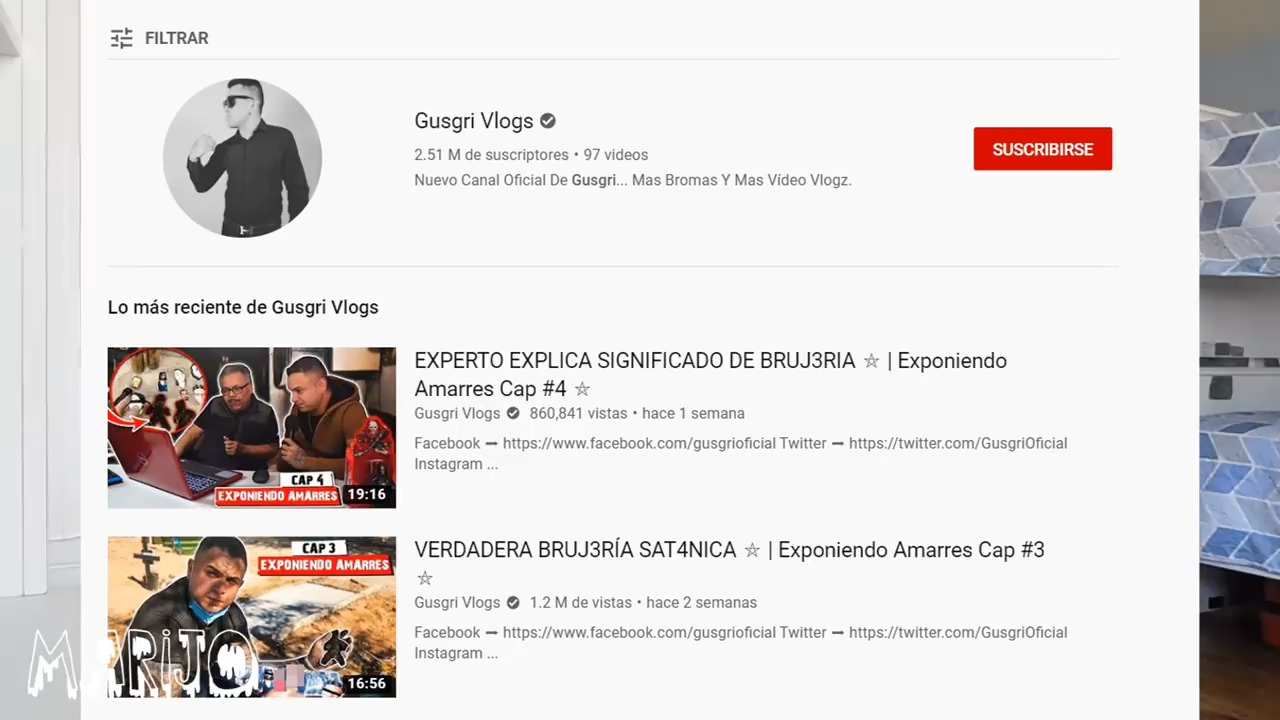 FILTRAR
Gusgri Vlogs
2.51 M de suscriptores • 97 videos
SUSCRIBIRSE
Nuevo Canal Oficial De Gusgri... Mas Bromas Y Mas Vídeo Vlogz.
Lo más reciente de Gusgri Vlogs
EXPERTO EXPLICA SIGNIFICADO DE BRUJ3RIA ☆ | Exponiendo
Amarres Cap #4 ☆
Gusgri Vlogs 860,841 vistas • hace 1 semana
Facebook ➞ https://www.facebook.com/gusgrioficial Twitter ➞ https://twitter.com/GusgriOficial
Instagram ...
CAP 4
EXPONIENDO AMARRES
19:16
VERDADERA BRUJ3RÍA SAT4NICA ☆ | Exponiendo Amarres Cap #3
☆
Gusgri Vlogs 1.2 M de vistas • hace 2 semanas
Facebook ➞ https://www.facebook.com/gusgrioficial Twitter ➞ https://twitter.com/GusgriOficial
Instagram ...
CAP 3
EXPONIENDO AMARRES
16:56
MARIJO